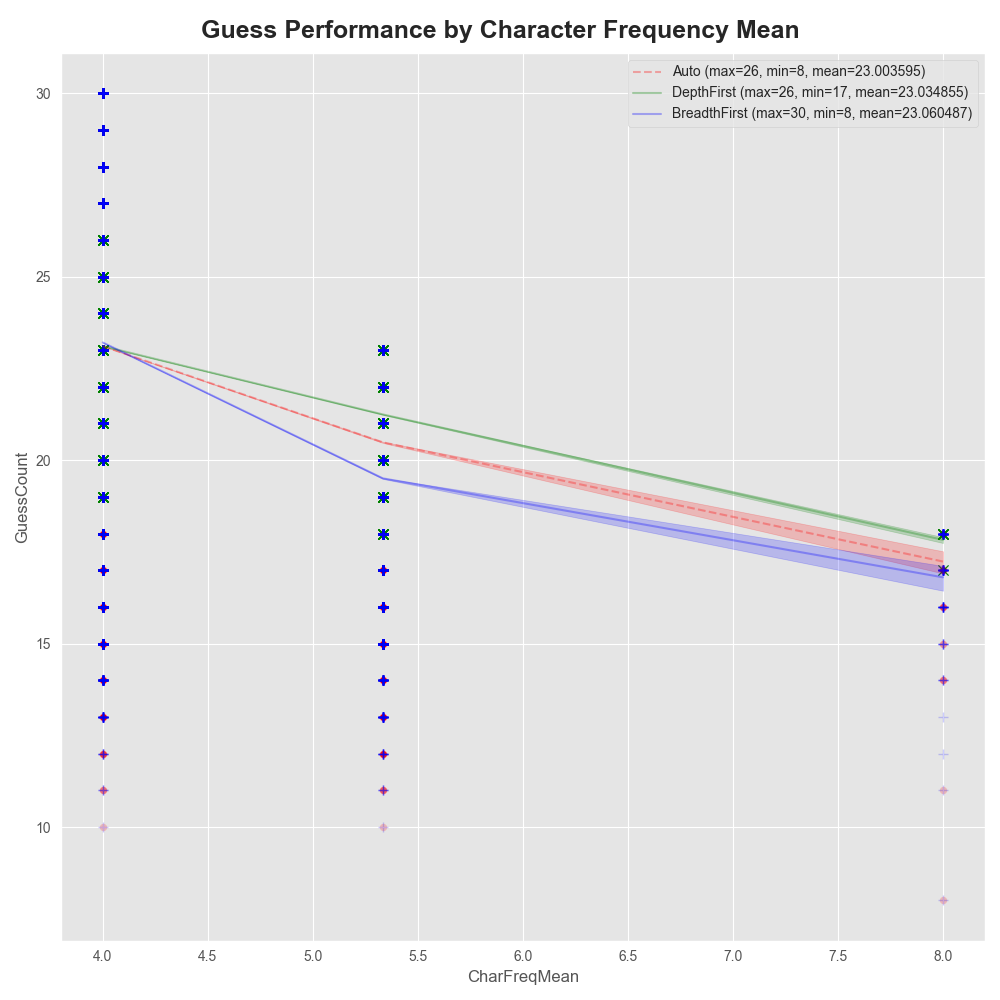 Guess Performance by Character Frequency Mean
Auto (max=26, min=8, mean=23.003595)
DepthFirst (max=26, min=17, mean=23.034855)
BreadthFirst (max=30, min=8, mean=23.060487)
30
25
20
15
10
GuessCount
4.0 4.5 5.0 5.5 6.0 6.5 7.0 7.5 8.0
CharFreqMean